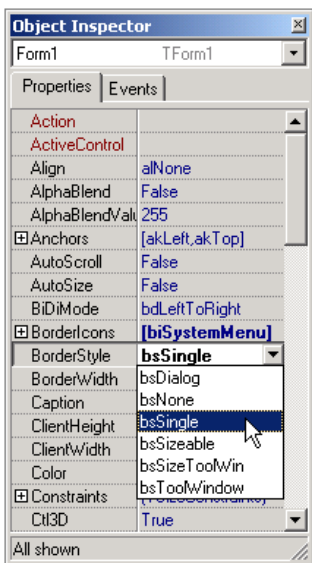 Object Inspector
Form1 TForm1
Properties Events
Action
ActiveControl
Align alNone
AlphaBlend False
AlphaBlendValu 255
Anchors [akLeft,akTop]
AutoScroll False
AutoSize False
BiDiMode bdLeftToRight
BorderIcons [biSystemMenu]
BorderStyle bsSingle
BorderWidth bsDialog
Caption bsNone
ClientHeight bsSingle
ClientWidth bsSizeable
Color bsSizeToolWin
Constraints bsToolWindow
Ctl3D True
All shown